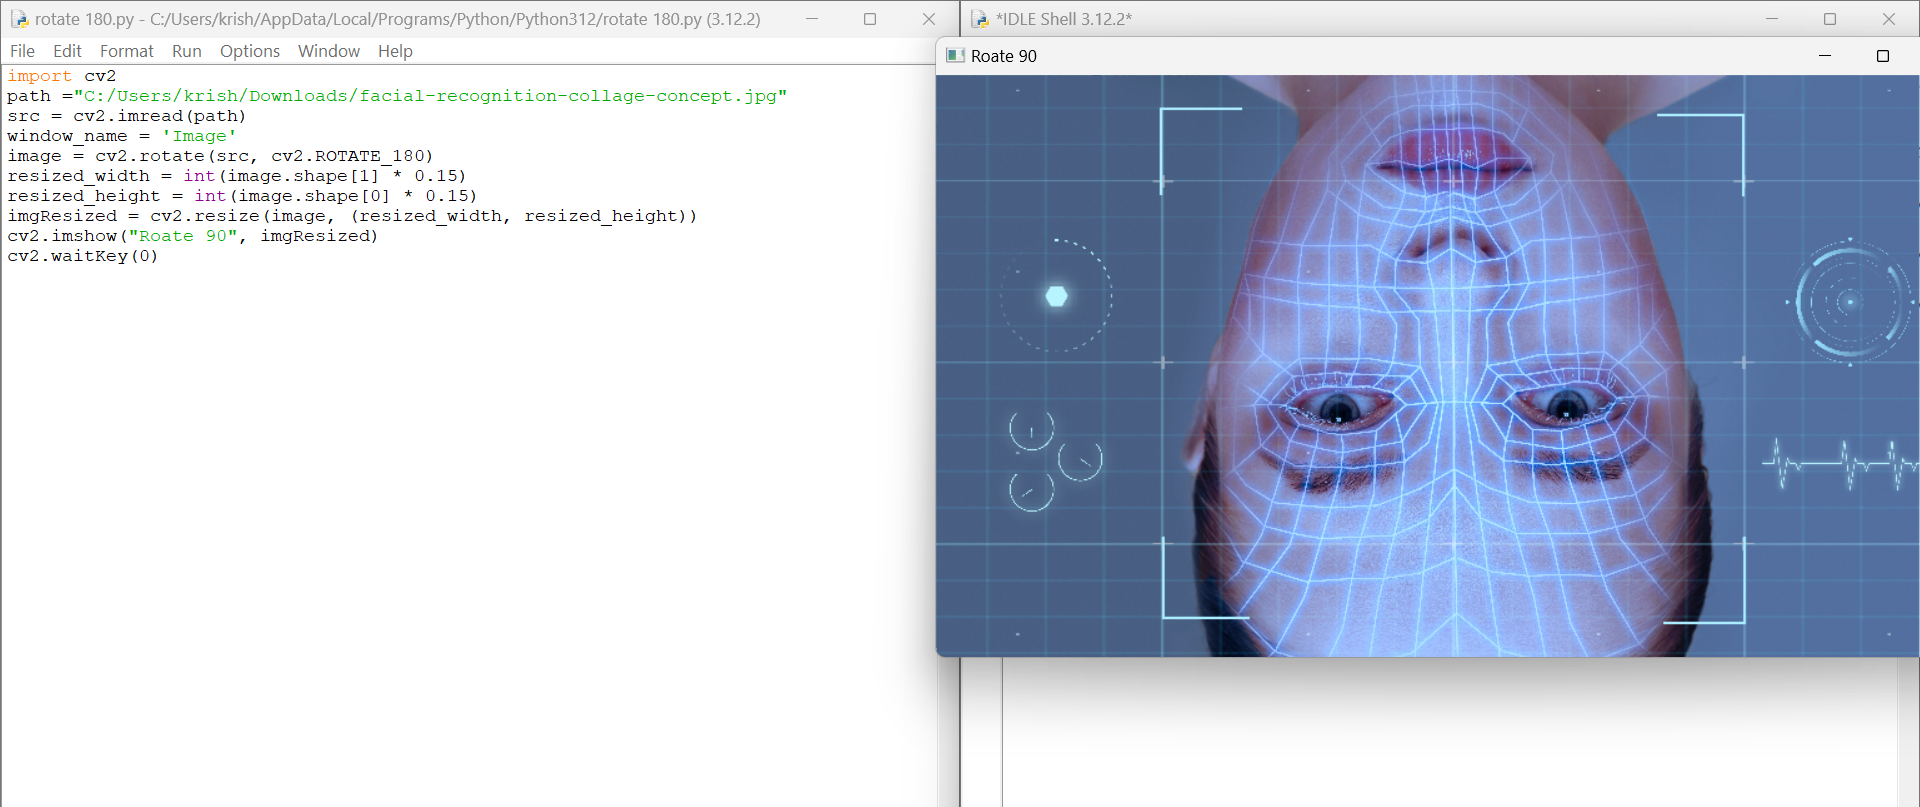 rotate 180.py - C:/Users/krish/AppData/Local/Programs/Python/Python312/rotate 180.py (3.12.2)
File Edit Format Run Options Window Help
import cv2
path ="C:/Users/krish/Downloads/facial-recognition-collage-concept.jpg"
src = cv2.imread(path)
window_name = 'Image'
image = cv2.rotate(src, cv2.ROTATE_180)
resized_width = int(image.shape[1] * 0.15)
resized_height = int(image.shape[0] * 0.15)
imgResized = cv2.resize(image, (resized_width, resized_height))
cv2.imshow("Roate 90", imgResized)
cv2.waitKey(0)
*IDLE Shell 3.12.2*
Roate 90